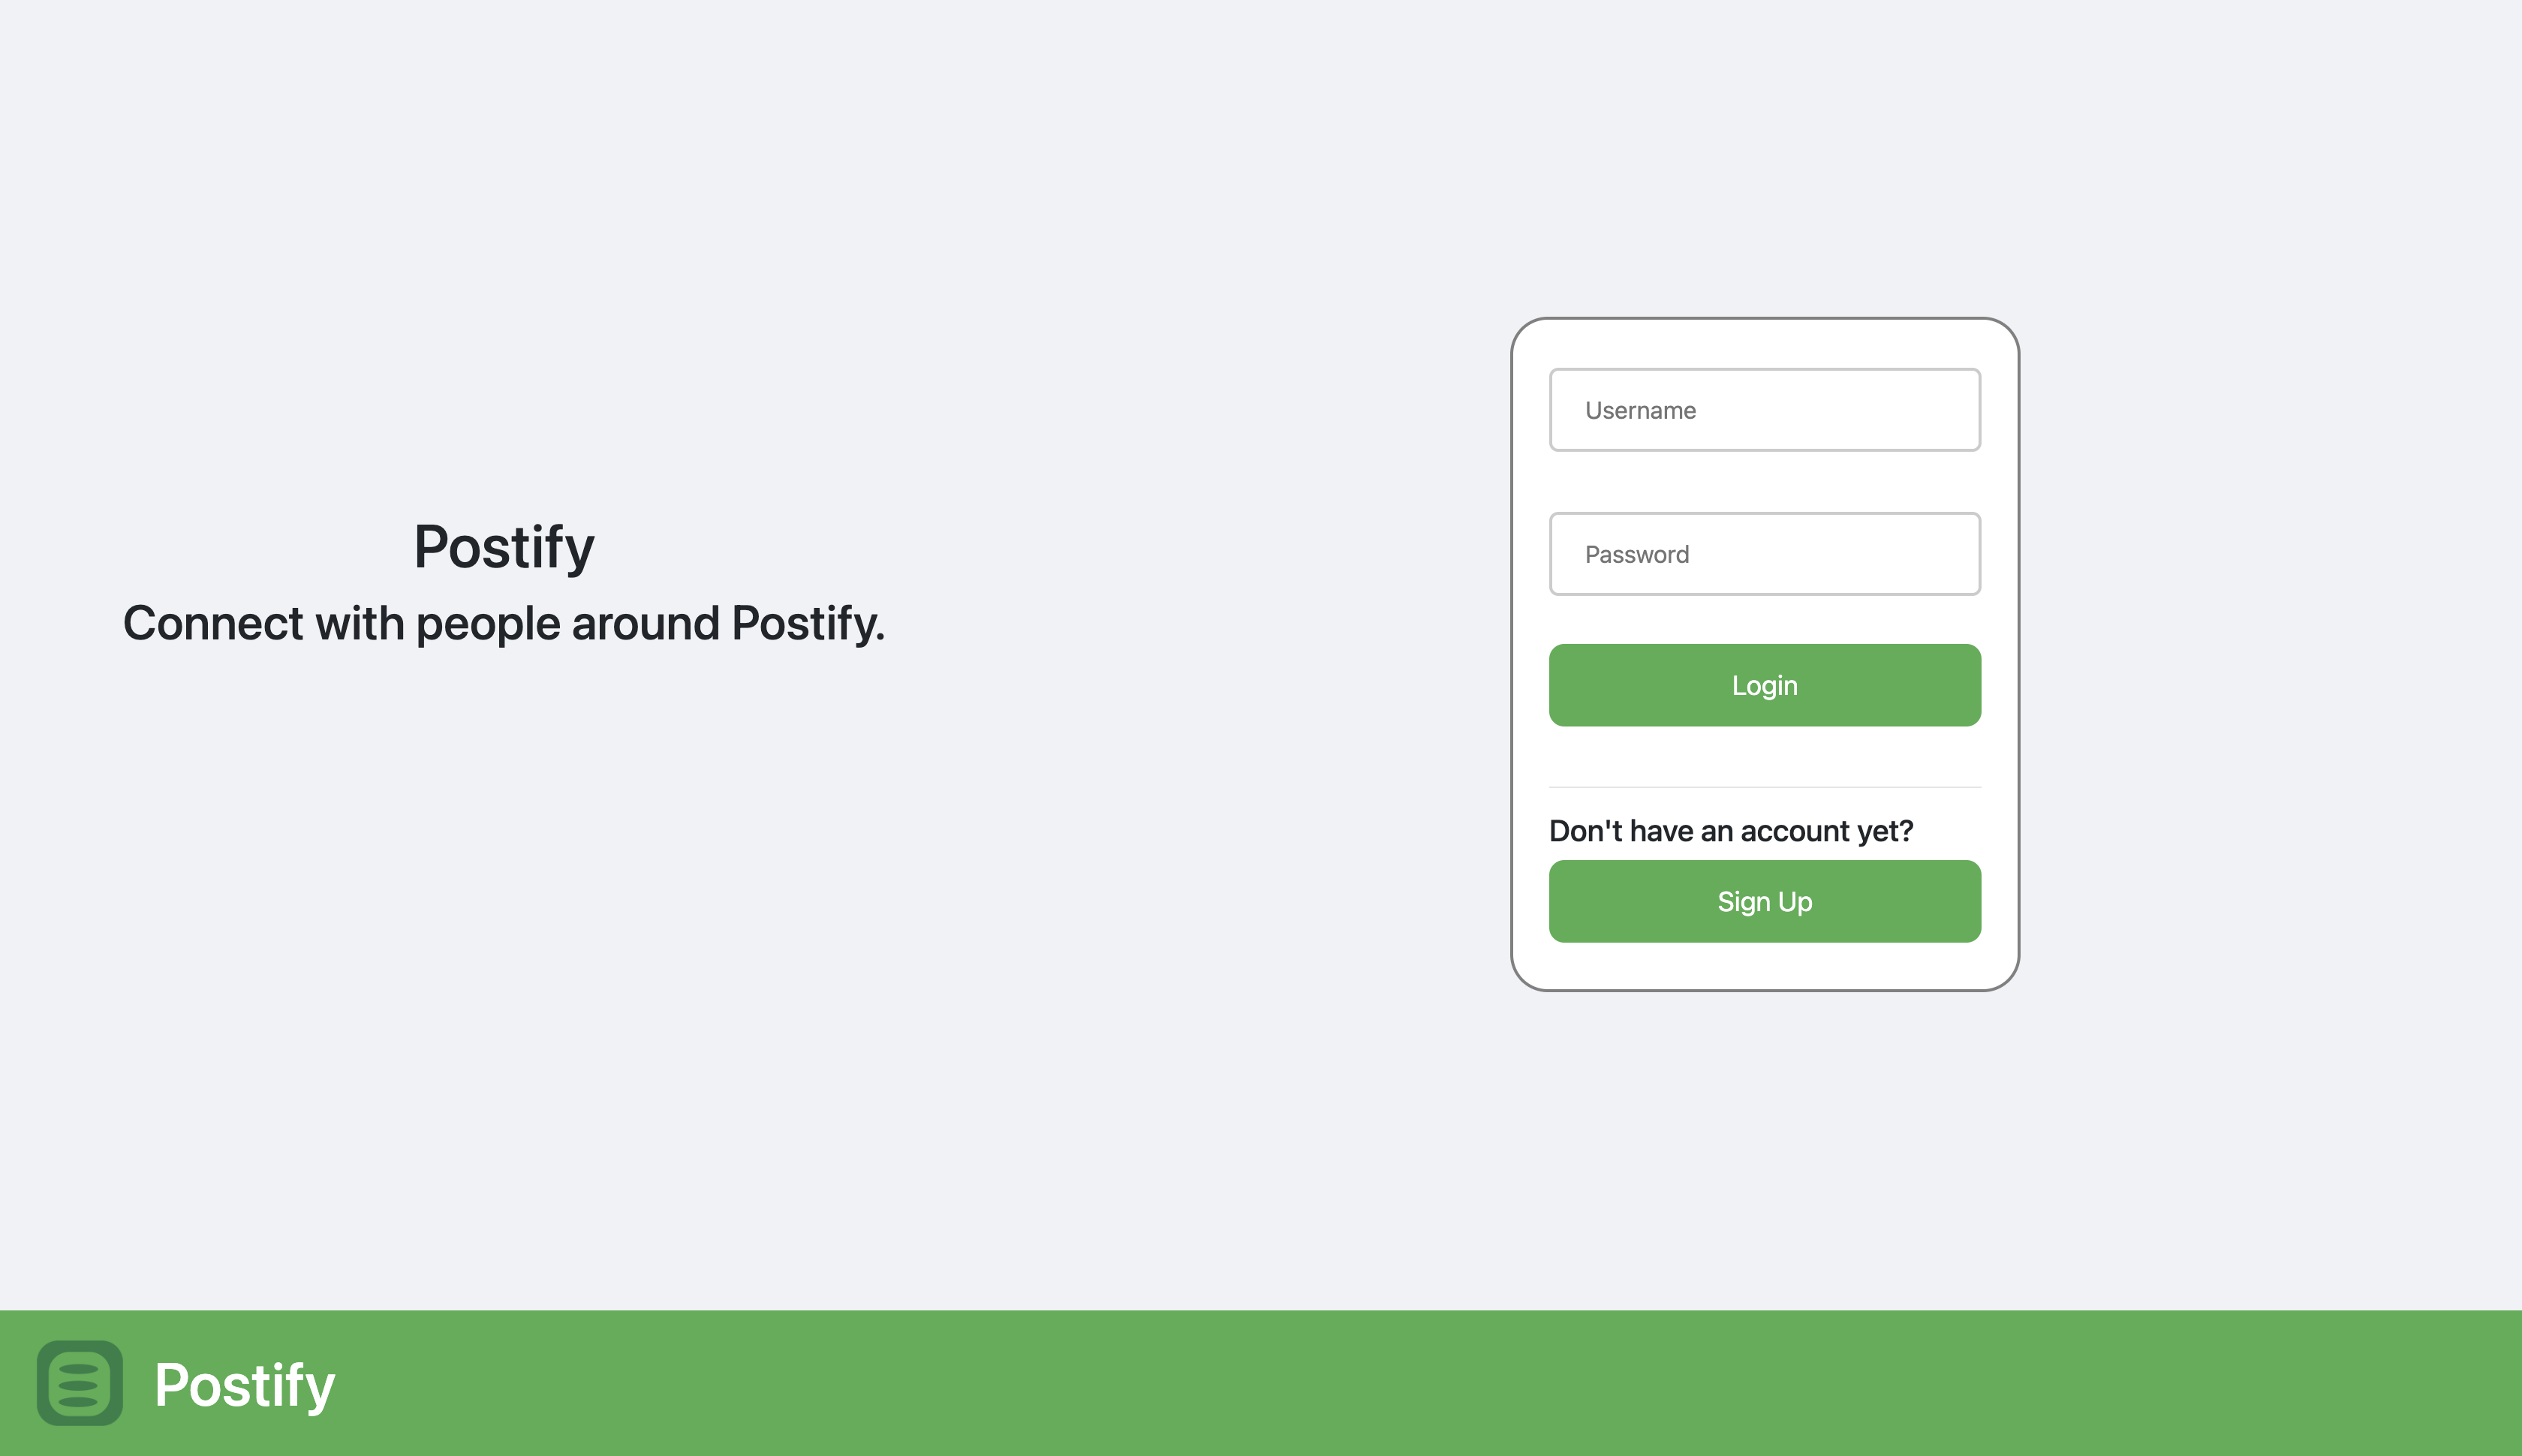 Postify
Connect with people around Postify.
Username
Password
Login
Don't have an account yet?
Sign Up
Postify